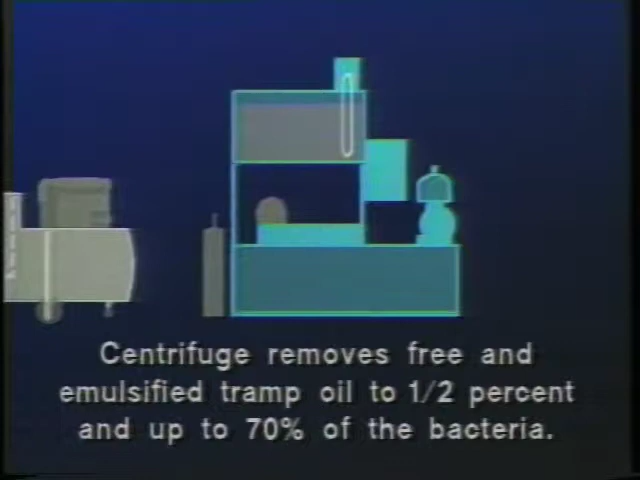 Centrifuge removes free and
emulsified tramp oil to 1/2 percent
and up to 70% of the bacteria.